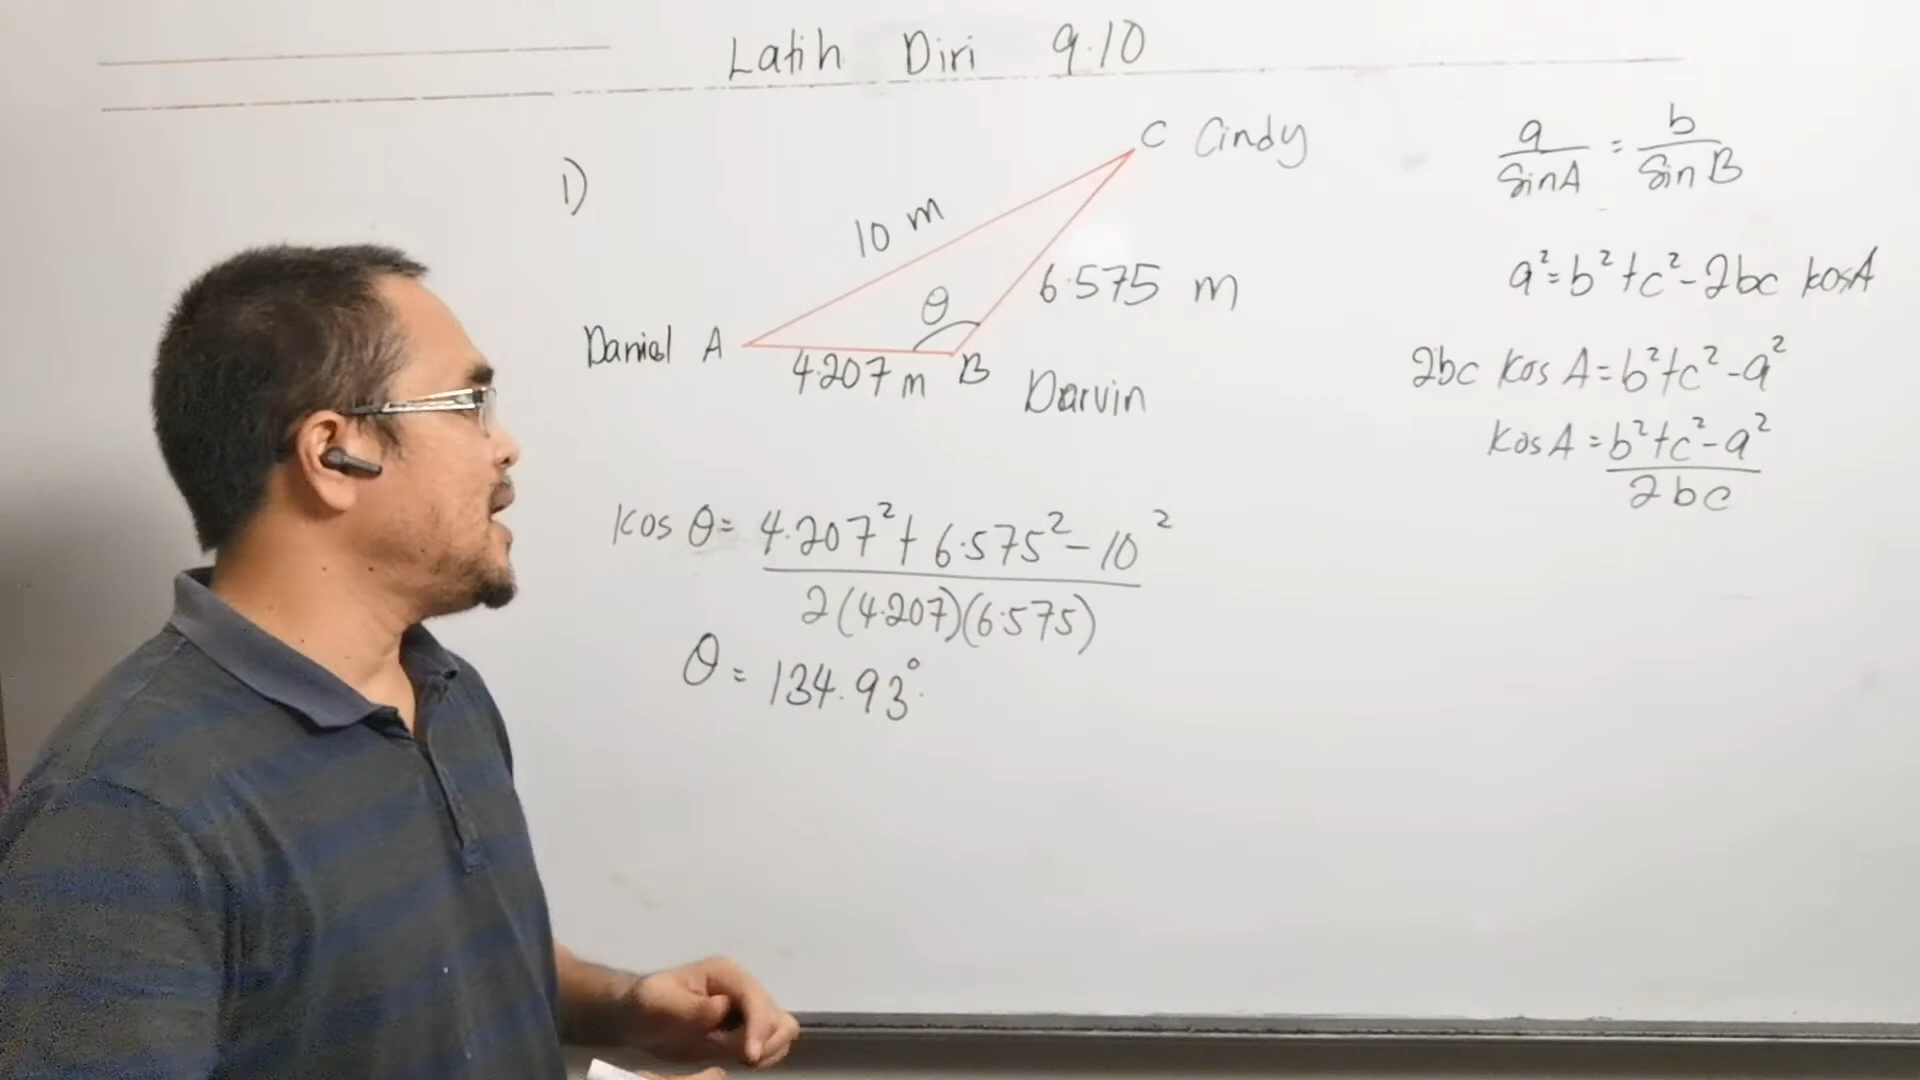 Latih Diri 9.10
1)
C Cindy
10 m
θ
6.575 m
Daniel A
4.207 m B
Darvin
kos θ = 4.207² + 6.575² - 10²
2(4.207)(6.575)
θ = 134.93°.
a = b
Sin A Sin B
a² = b² + c² - 2bc kos A
2bc kos A = b² + c² - a²
kos A = b² + c² - a²
2bc